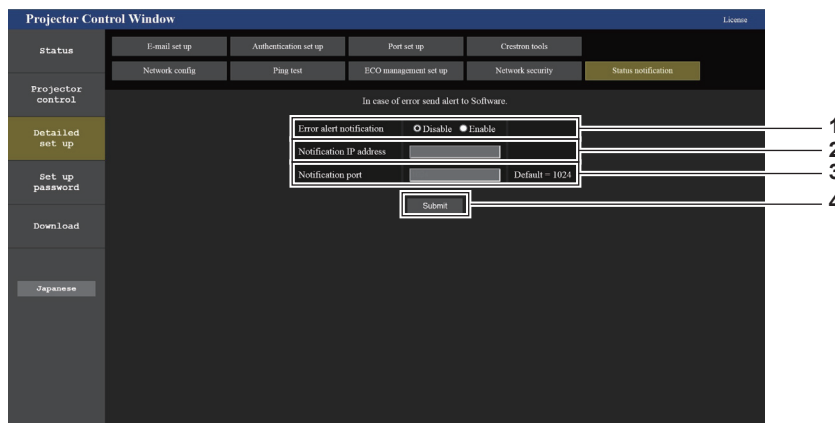 Projector Control Window License
Status
E-mail set up Authentication set up Port set up Crestron tools
Network config Ping test ECO management set up Network security Status notification
Projector
control
In case of error send alert to Software.
Detailed
set up
Error alert notification Disable Enable 1
Notification IP address 2
Notification port Default = 1024 3
Set up
password
Submit 4
Download
Japanese